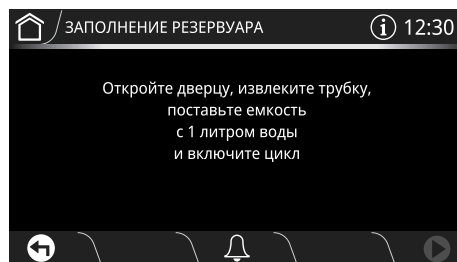 ЗАПОЛНЕНИЕ РЕЗЕРВУАРА
12:30
Откройте дверцу, извлеките трубку,
поставьте емкость
с 1 литром воды
и включите цикл